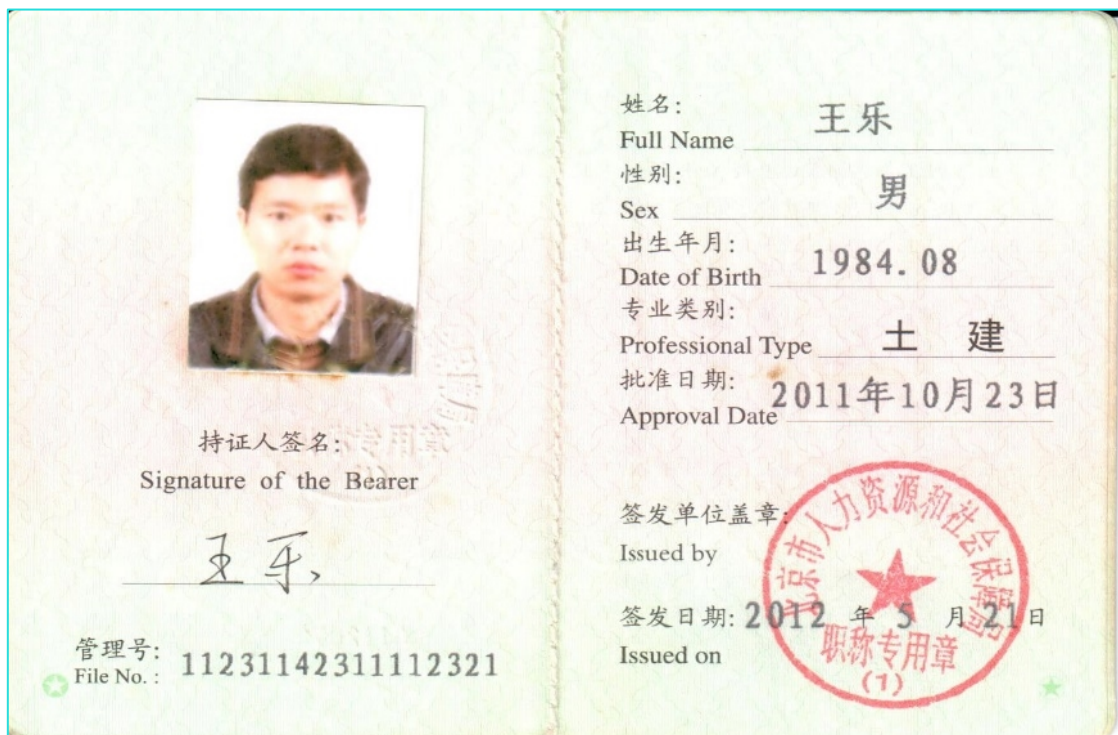 持证人签名:
Signature of the Bearer
王乐
管理号:
File No. : 11231142311112321
姓名:
Full Name 王乐
性别:
Sex 男
出生年月:
Date of Birth 1984.08
专业类别:
Professional Type 土 建
批准日期:
Approval Date 2011年10月23日
签发单位盖章:
Issued by
北京市人力资源和社会保障局
职称专用章
(1)
签发日期: 2012 年 5 月 21 日
Issued on